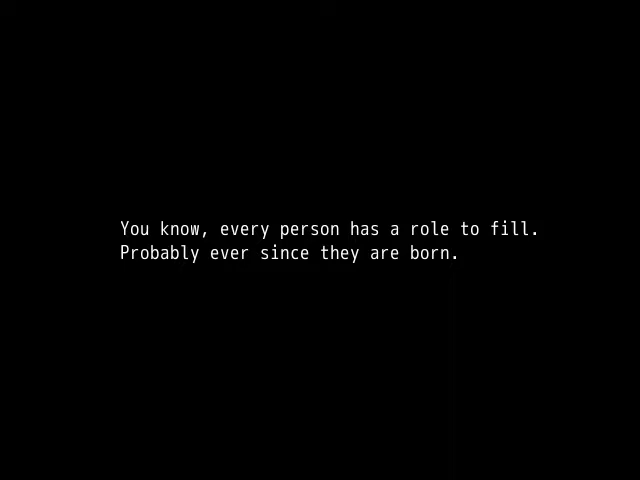 You know, every person has a role to fill.
Probably ever since they are born.